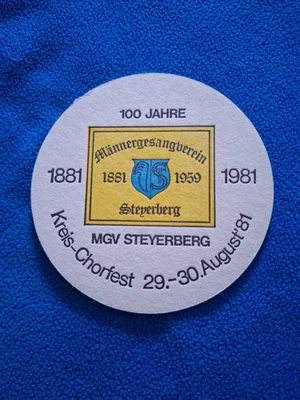 100 JAHRE
1881
Männergesangverein
1881 1959
Steyerberg
1981
MGV STEYERBERG
Kreis-Chorfest 29.-30.August'81